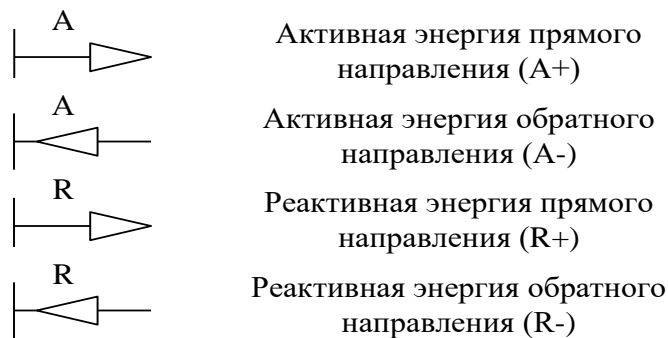 A
Активная энергия прямого
направления (A+)
A
Активная энергия обратного
направления (A-)
R
Реактивная энергия прямого
направления (R+)
R
Реактивная энергия обратного
направления (R-)